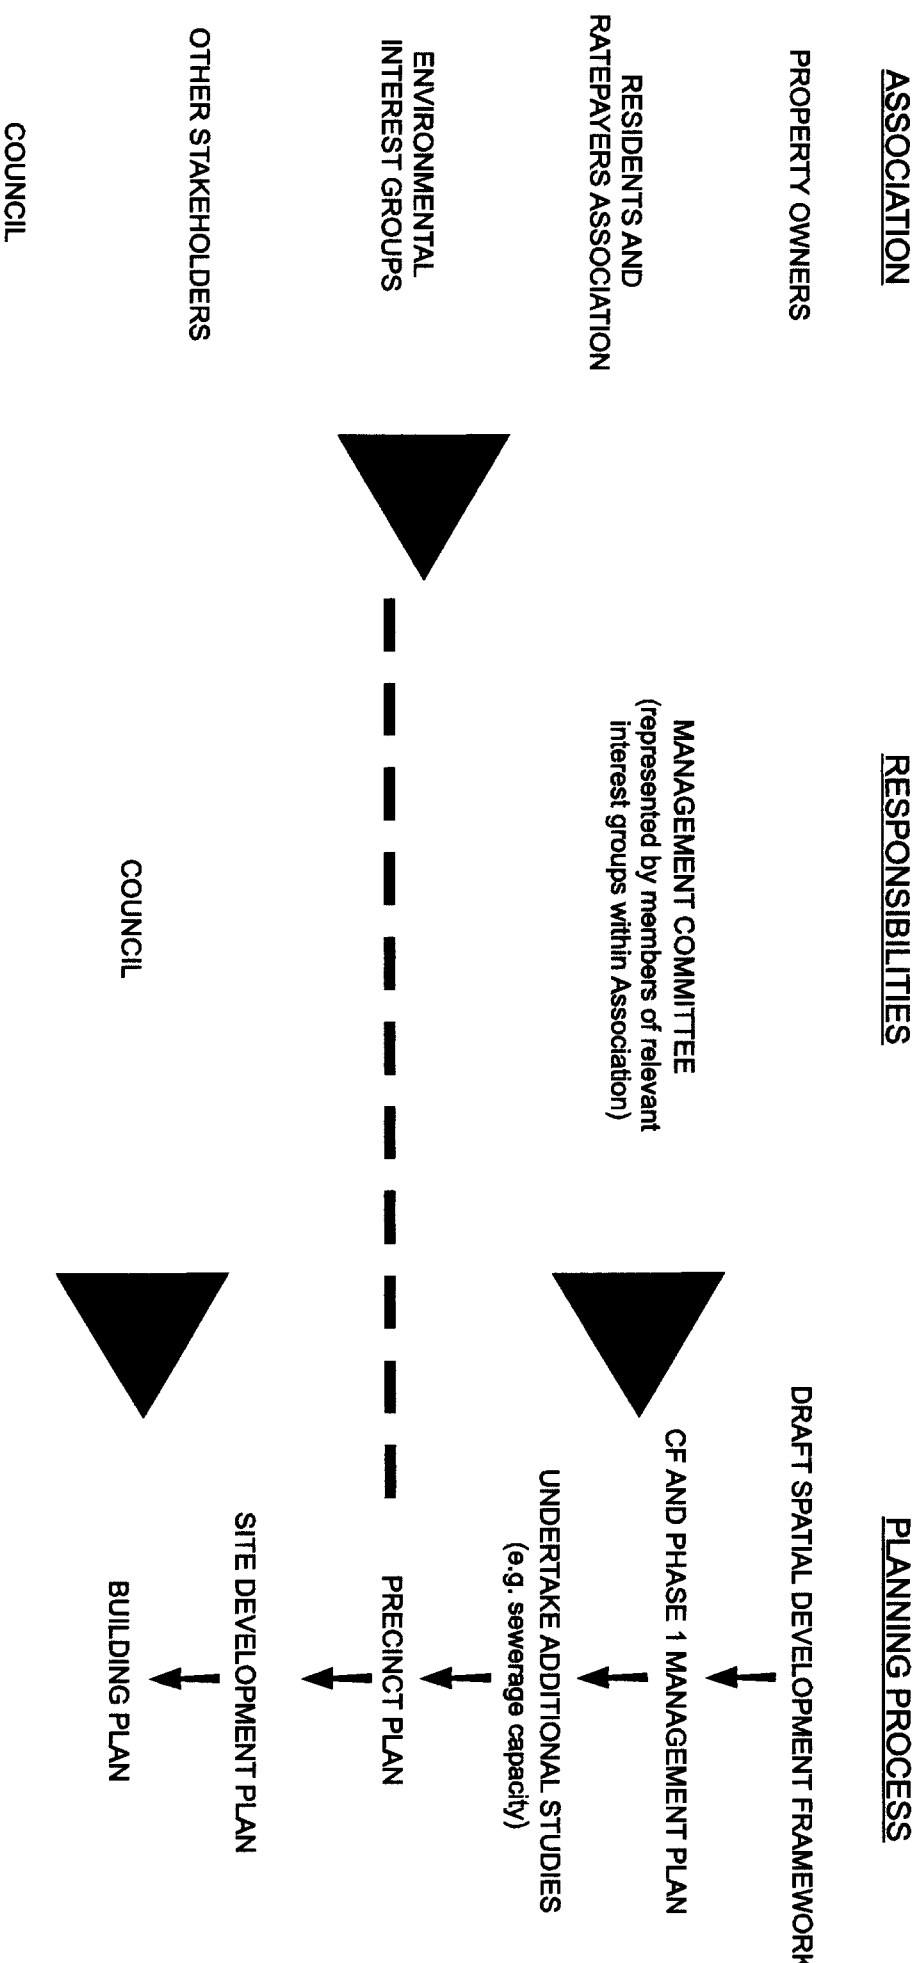 ASSOCIATION
PROPERTY OWNERS
RESIDENTS AND
RATEPAYERS ASSOCIATION
ENVIRONMENTAL
INTEREST GROUPS
OTHER STAKEHOLDERS
COUNCIL
RESPONSIBILITIES
MANAGEMENT COMMITTEE
(represented by members of relevant
interest groups within Association)
COUNCIL
PLANNING PROCESS
DRAFT SPATIAL DEVELOPMENT FRAMEWORK
CF AND PHASE 1 MANAGEMENT PLAN
UNDERTAKE ADDITIONAL STUDIES
(e.g. sewerage capacity)
PRECINCT PLAN
SITE DEVELOPMENT PLAN
BUILDING PLAN